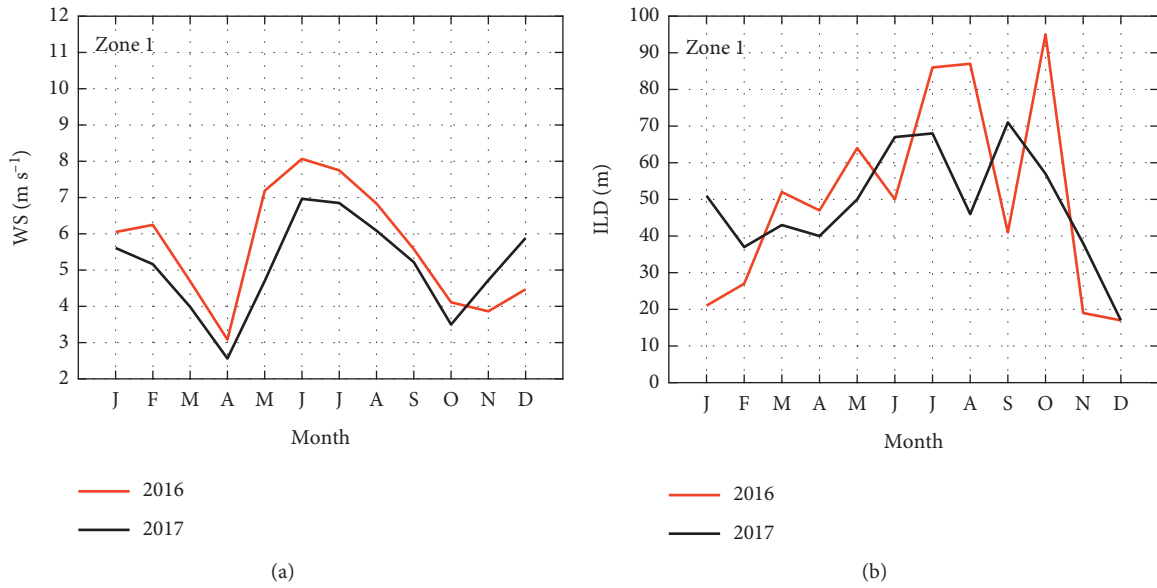 12
11
10
9
8
7
6
5
4
3
2
WS (m s⁻¹)
Zone 1
J F M A M J J A S O N D
Month
2016
2017
(a)
100
90
80
70
60
50
40
30
20
10
0
ILD (m)
Zone 1
J F M A M J J A S O N D
Month
2016
2017
(b)